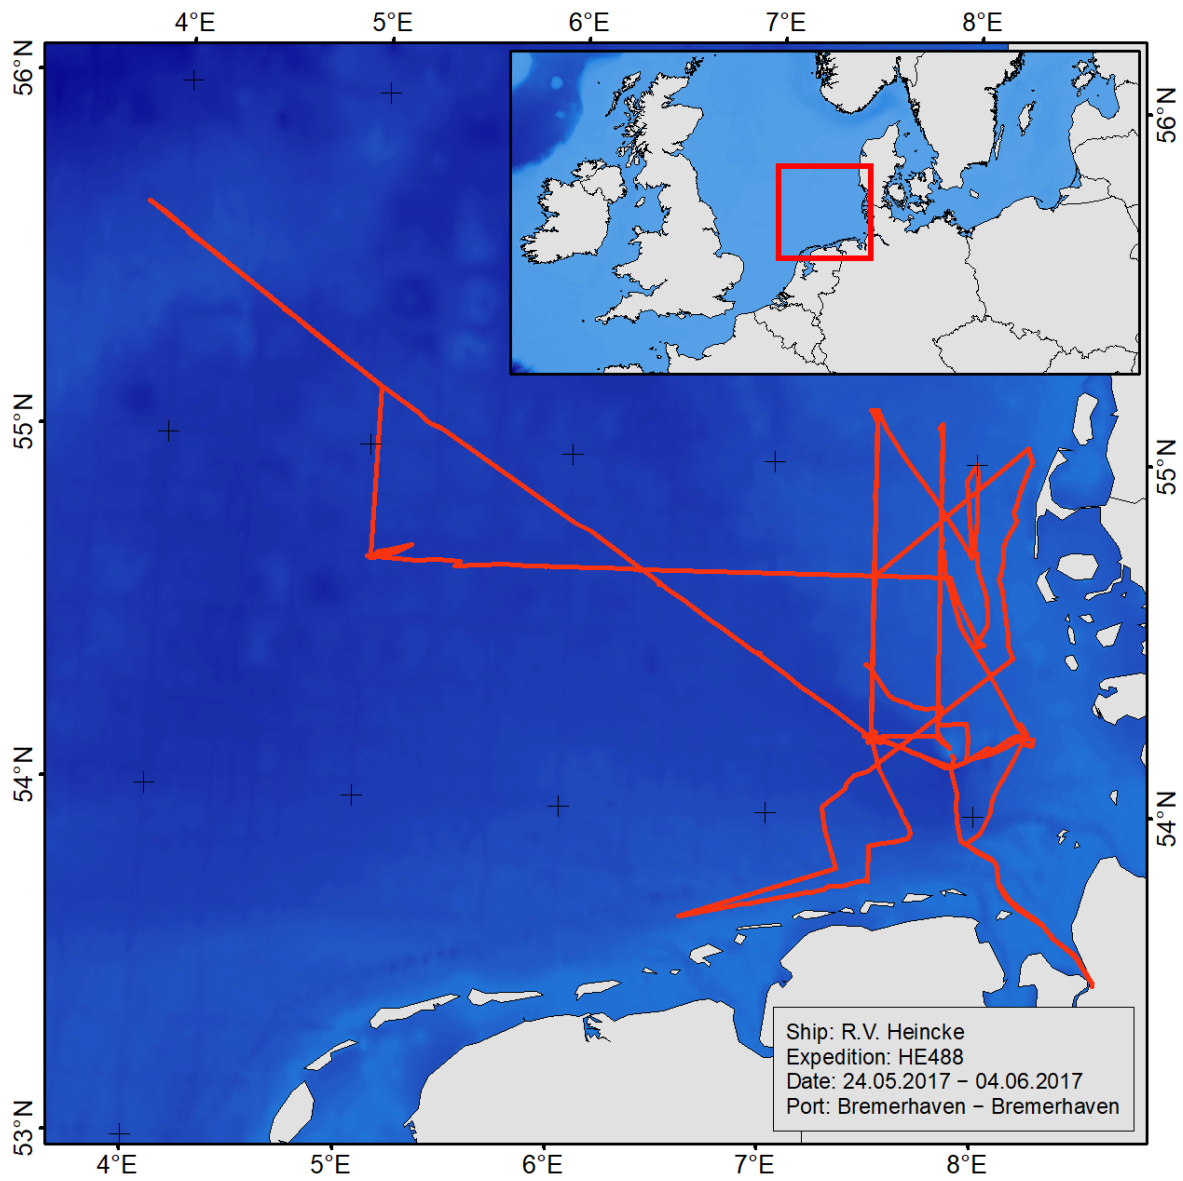 4°E 5°E 6°E 7°E 8°E
56°N
56°N
55°N
55°N
54°N
54°N
53°N
Ship: R.V. Heincke
Expedition: HE488
Date: 24.05.2017 – 04.06.2017
Port: Bremerhaven – Bremerhaven
4°E 5°E 6°E 7°E 8°E